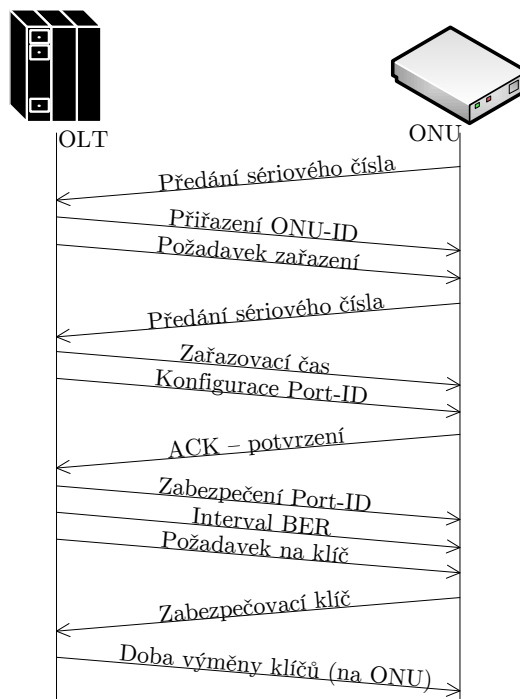 OLT
ONU
Předání sériového čísla
Přiřazení ONU-ID
Požadavek zařazení
Předání sériového čísla
Zařazovací čas
Konfigurace Port-ID
ACK – potvrzení
Zabezpečení Port-ID
Interval BER
Požadavek na klíč
Zabezpečovací klíč
Doba výměny klíčů (na ONU)